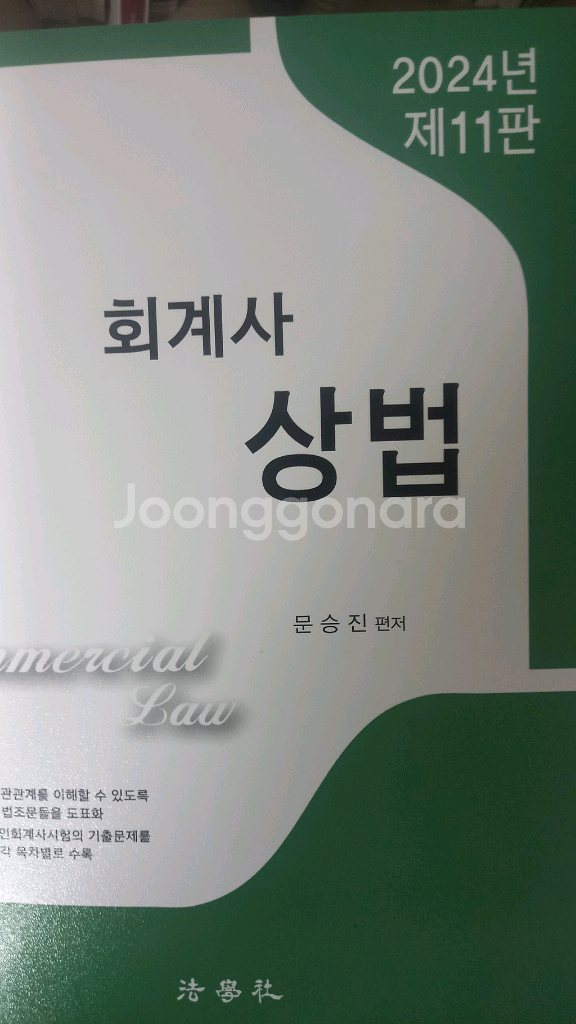 2024년
제11판
회계사
상법
Joonggonara
문승진 편저
mmercial
Law
관관계를 이해할 수 있도록
법조문들을 도표화
인회계사시험의 기출문제를
각 목차별로 수록
法學社